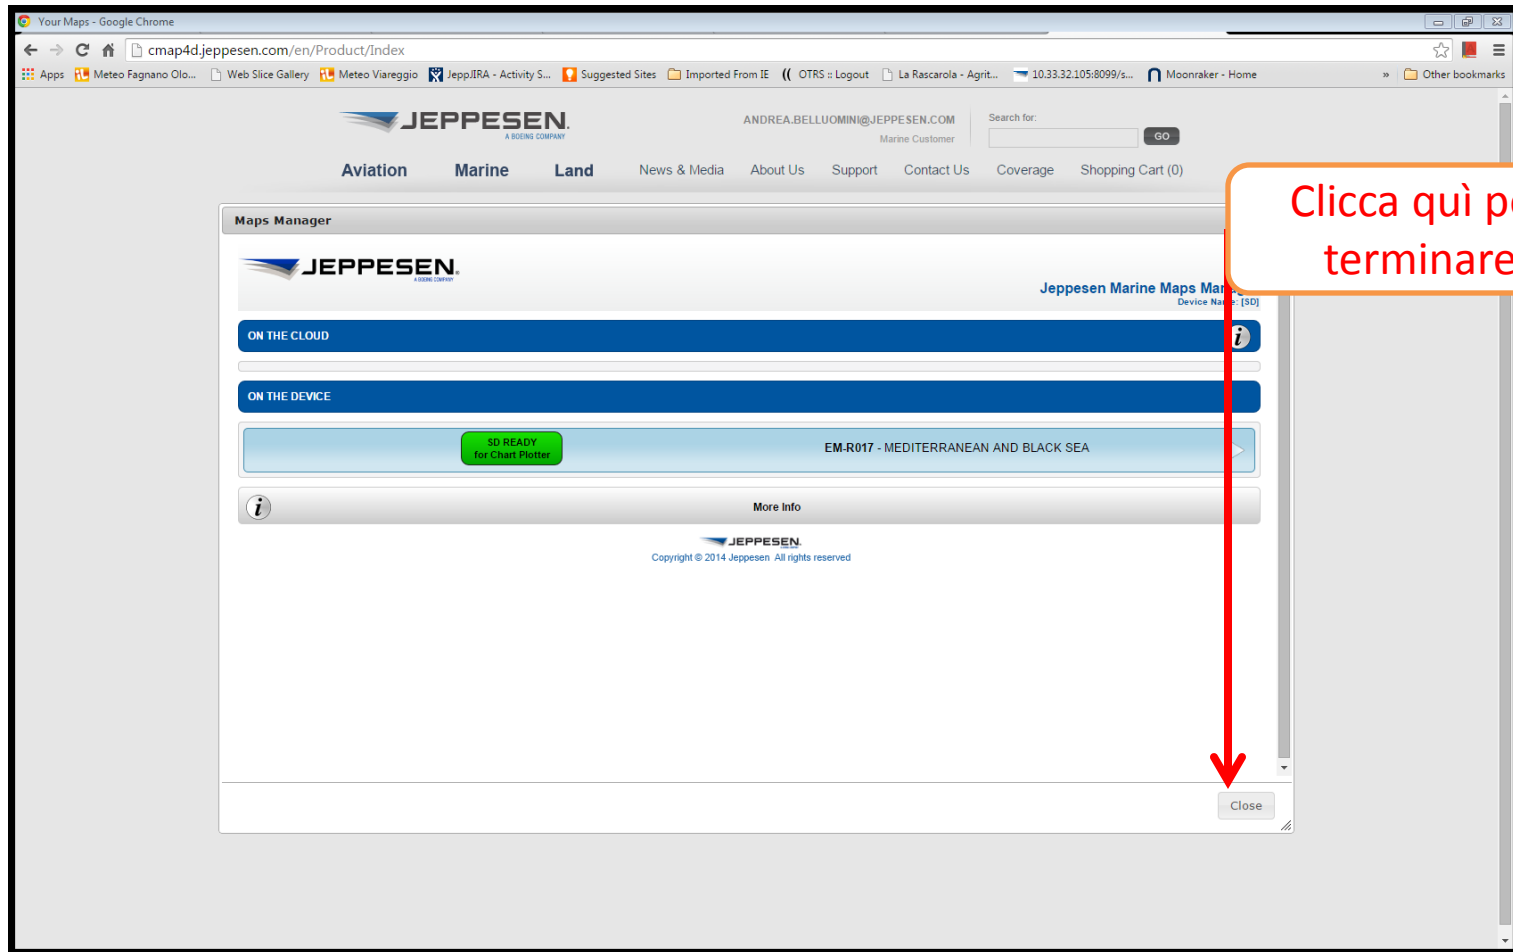 Your Maps - Google Chrome
cmap4d.jeppesen.com/en/Product/Index
Apps Meteo Fagnano Olo... Web Slice Gallery Meteo Viareggio JeppJIRA - Activity S... Suggested Sites Imported From IE OTRS :: Logout La Rascarola - Agrit... 10.33.32.105:8099/s... Moonraker - Home » Other bookmarks
JEPPESEN.
A BOEING COMPANY
ANDREA.BELLUOMINI@JEPPESEN.COM
Marine Customer
Search for:
GO
Aviation Marine Land News & Media About Us Support Contact Us Coverage Shopping Cart (0)
Clicca quì
terminare
Maps Manager
JEPPESEN.
A BOEING COMPANY
Jeppesen Marine Maps
Device Name: [SD]
ON THE CLOUD
ON THE DEVICE
SD READY
for Chart Plotter
EM-R017 - MEDITERRANEAN AND BLACK SEA
More Info
JEPPESEN.
Copyright © 2014 Jeppesen All rights reserved
Close